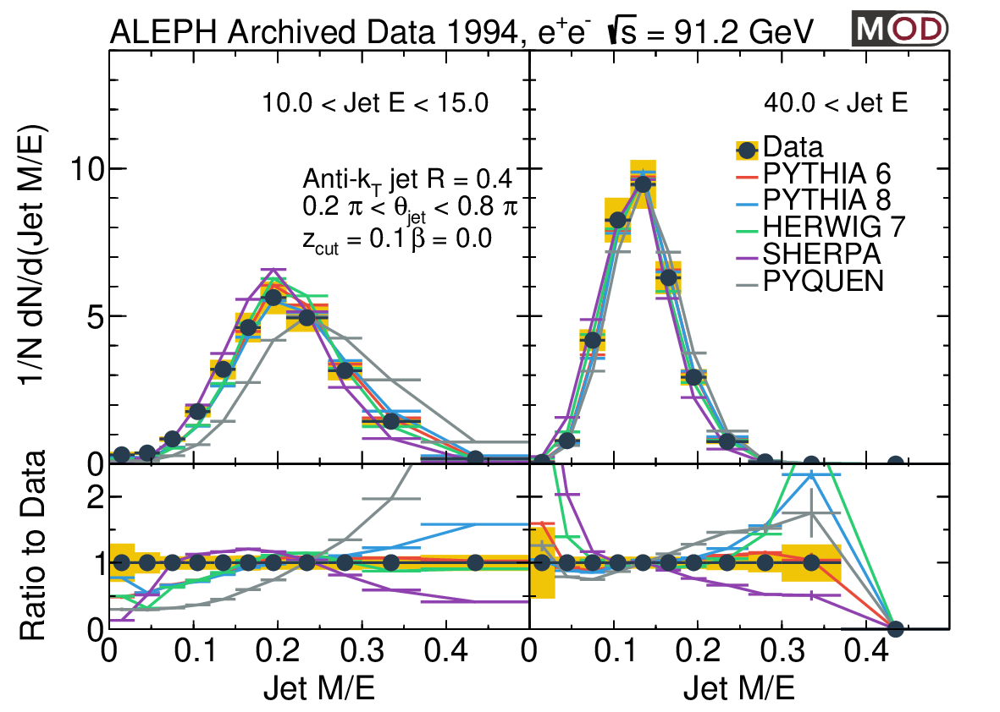 ALEPH Archived Data 1994, e⁺e⁻ √s = 91.2 GeV
MOD
10.0 < Jet E < 15.0
40.0 < Jet E
Anti-k_T jet R = 0.4
0.2 π < θ_jet < 0.8 π
z_cut = 0.1 β = 0.0
Data
PYTHIA 6
PYTHIA 8
HERWIG 7
SHERPA
PYQUEN
1/N dN/d(Jet M/E)
10
5
0
Ratio to Data
2
1
0
0 0.1 0.2 0.3 0.4 0 0.1 0.2 0.3 0.4
Jet M/E Jet M/E